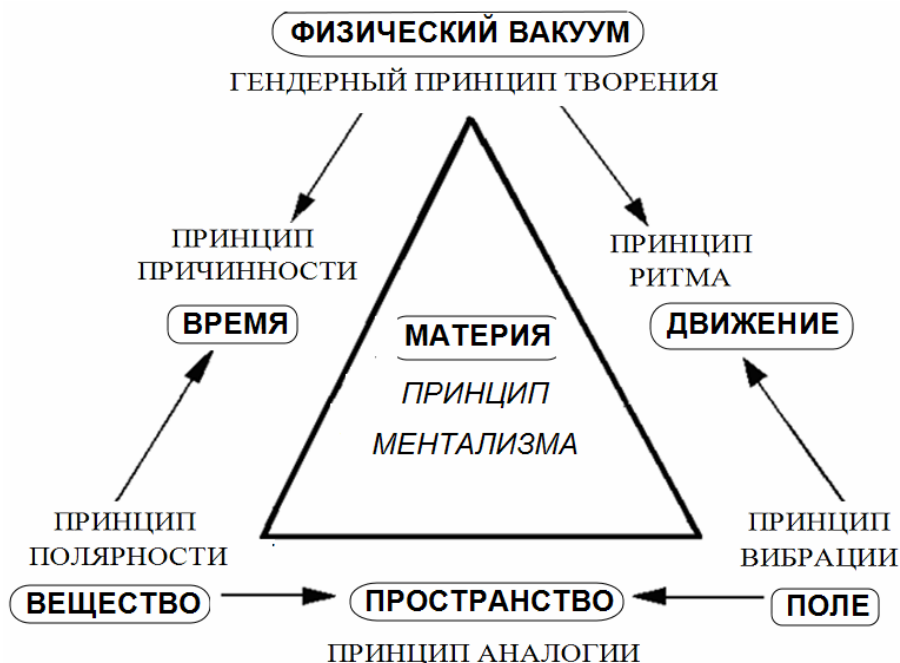 ФИЗИЧЕСКИЙ ВАКУУМ
ГЕНДЕРНЫЙ ПРИНЦИП ТВОРЕНИЯ
ПРИНЦИП
ПРИЧИННОСТИ
ВРЕМЯ
ПРИНЦИП
РИТМА
ДВИЖЕНИЕ
МАТЕРИЯ
ПРИНЦИП
МЕНТАЛИЗМА
ПРИНЦИП
ПОЛЯРНОСТИ
ВЕЩЕСТВО
ПРОСТРАНСТВО
ПРИНЦИП АНАЛОГИИ
ПРИНЦИП
ВИБРАЦИИ
ПОЛЕ